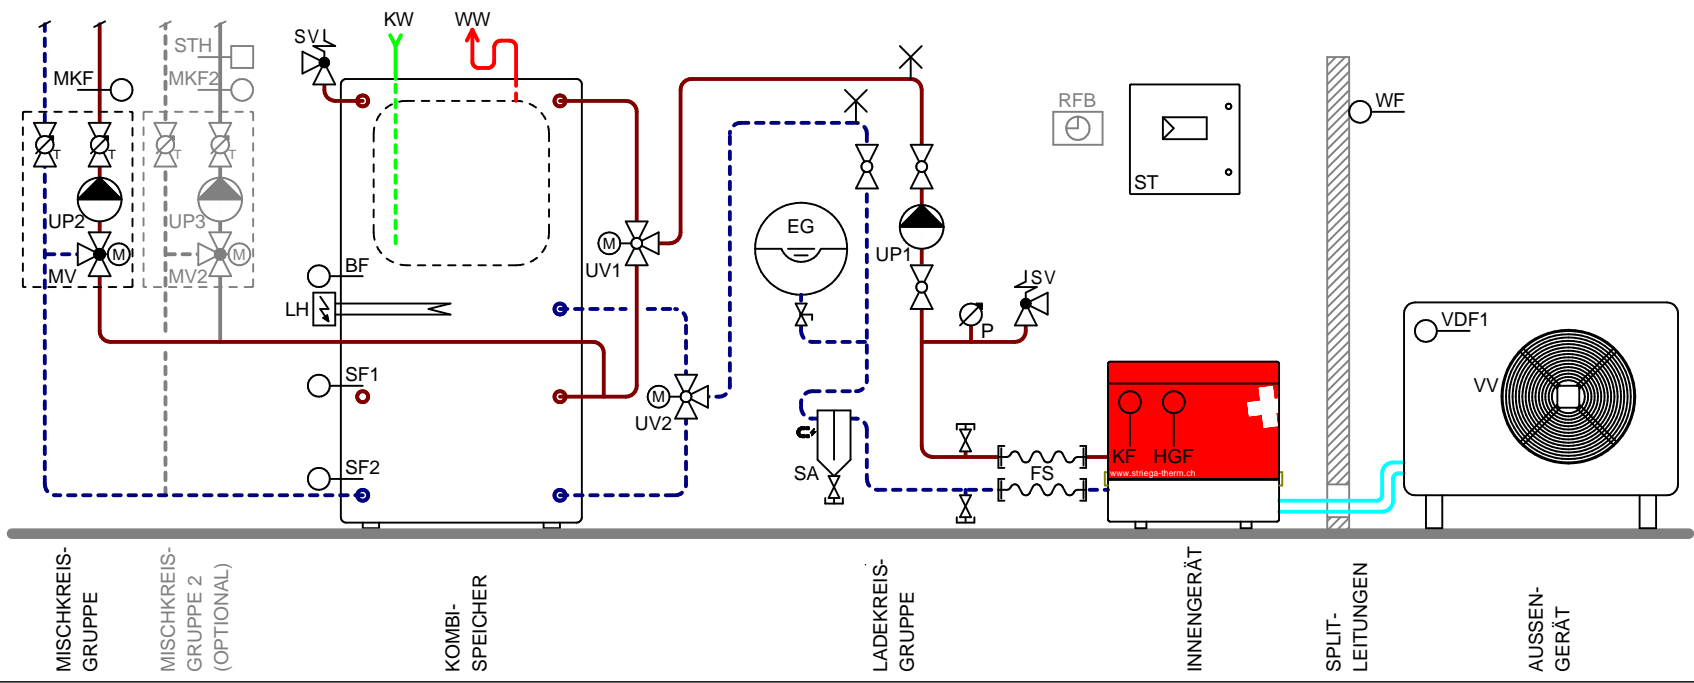 KW
WW
SV
STH
MKF
MKF2
T
T
T
T
UP2
UP3
M
M
MV
MV2
BF
LH
SF1
SF2
M
UV1
M
UV2
EG
SA
UP1
P
SV
FS
RFB
ST
WF
KF
HGF
www.striega-therm.ch
VDF1
VV
MISCHKREIS-
GRUPPE
MISCHKREIS-
GRUPPE 2
(OPTIONAL)
KOMBI-
SPEICHER
LADEKREIS-
GRUPPE
INNENGERÄT
SPLIT-
LEITUNGEN
AUSSEN-
GERÄT